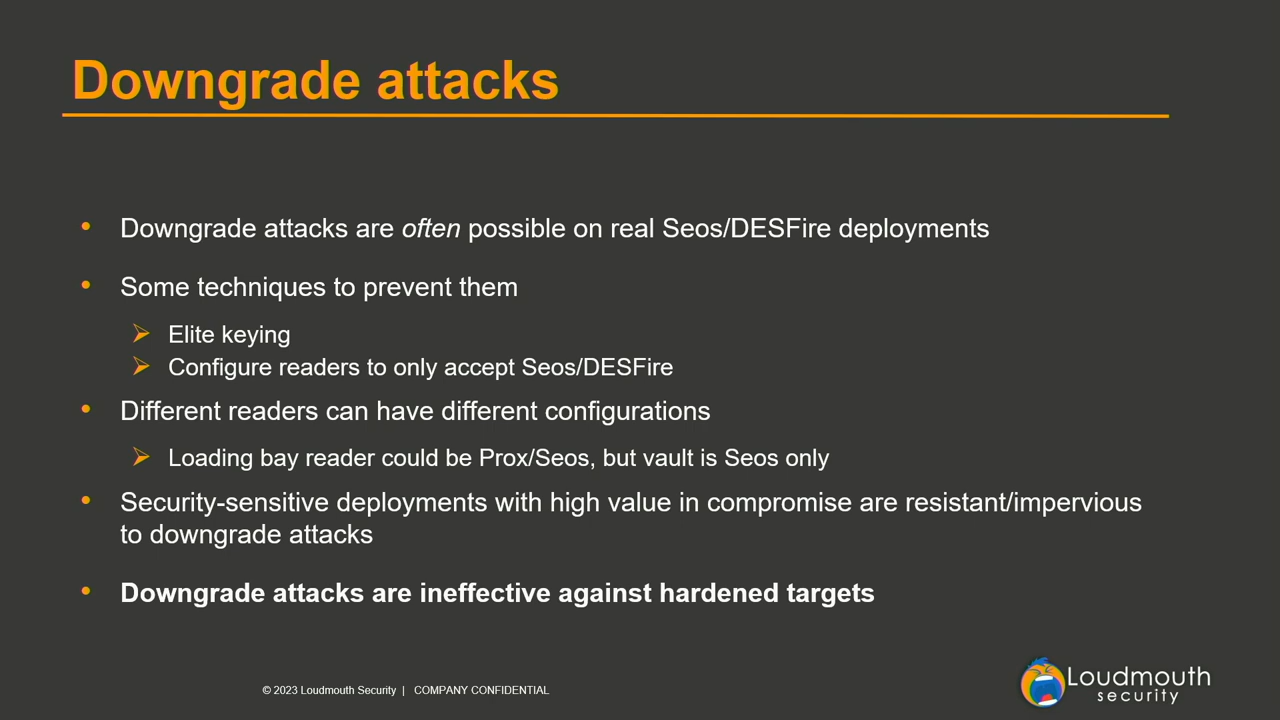 Downgrade attacks
• Downgrade attacks are often possible on real Seos/DESFire deployments
• Some techniques to prevent them
➢ Elite keying
➢ Configure readers to only accept Seos/DESFire
• Different readers can have different configurations
➢ Loading bay reader could be Prox/Seos, but vault is Seos only
• Security-sensitive deployments with high value in compromise are resistant/impervious
to downgrade attacks
• Downgrade attacks are ineffective against hardened targets
© 2023 Loudmouth Security | COMPANY CONFIDENTIAL
Loudmouth
security